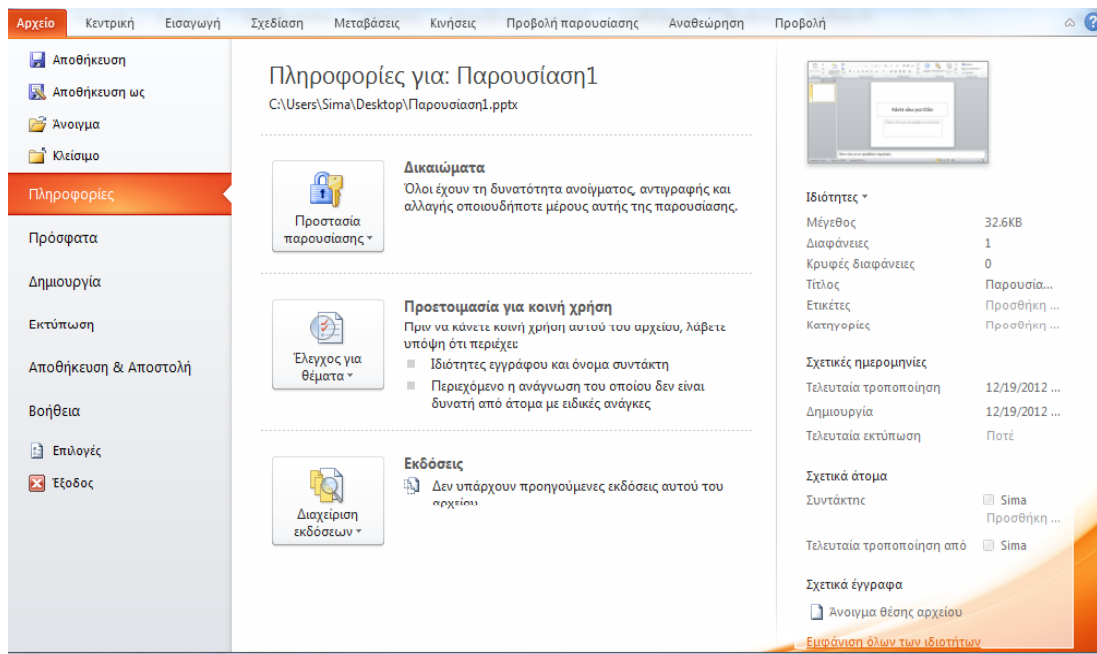 Αρχείο Κεντρική Εισαγωγή Σχεδίαση Μεταβάσεις Κινήσεις Προβολή παρουσίασης Αναθεώρηση Προβολή
Αποθήκευση
Αποθήκευση ως
Άνοιγμα
Κλείσιμο
Πληροφορίες
Πρόσφατα
Δημιουργία
Εκτύπωση
Αποθήκευση & Αποστολή
Βοήθεια
Επιλογές
Έξοδος
Πληροφορίες για: Παρουσίαση1
C:\Users\Sima\Desktop\Παρουσίαση1.pptx
Προστασία
παρουσίασης
Δικαιώματα
Όλοι έχουν τη δυνατότητα ανοίγματος, αντιγραφής και
αλλαγής οποιουδήποτε μέρους αυτής της παρουσίασης.
Έλεγχος για
θέματα
Προετοιμασία για κοινή χρήση
Πριν να κάνετε κοινή χρήση αυτού του αρχείου, λάβετε
υπόψη ότι περιέχει:
Ιδιότητες εγγράφου και όνομα συντάκτη
Περιεχόμενο η ανάγνωση του οποίου δεν είναι
δυνατή από άτομα με ειδικές ανάγκες
Διαχείριση
εκδόσεων
Εκδόσεις
Δεν υπάρχουν προηγούμενες εκδόσεις αυτού του
αρχείου.
Κάντε κλικ για τίτλο
Ιδιότητες
Μέγεθος 32.6KB
Διαφάνειες 1
Κρυφές διαφάνειες 0
Τίτλος Παρουσία...
Ετικέτες Προσθήκη ...
Κατηγορίες Προσθήκη ...
Σχετικές ημερομηνίες
Τελευταία τροποποίηση 12/19/2012 ...
Δημιουργία 12/19/2012 ...
Τελευταία εκτύπωση Ποτέ
Σχετικά άτομα
Συντάκτης Sima
Προσθήκη ...
Τελευταία τροποποίηση από Sima
Σχετικά έγγραφα
Άνοιγμα θέσης αρχείου
Εμφάνιση όλων των ιδιοτήτων